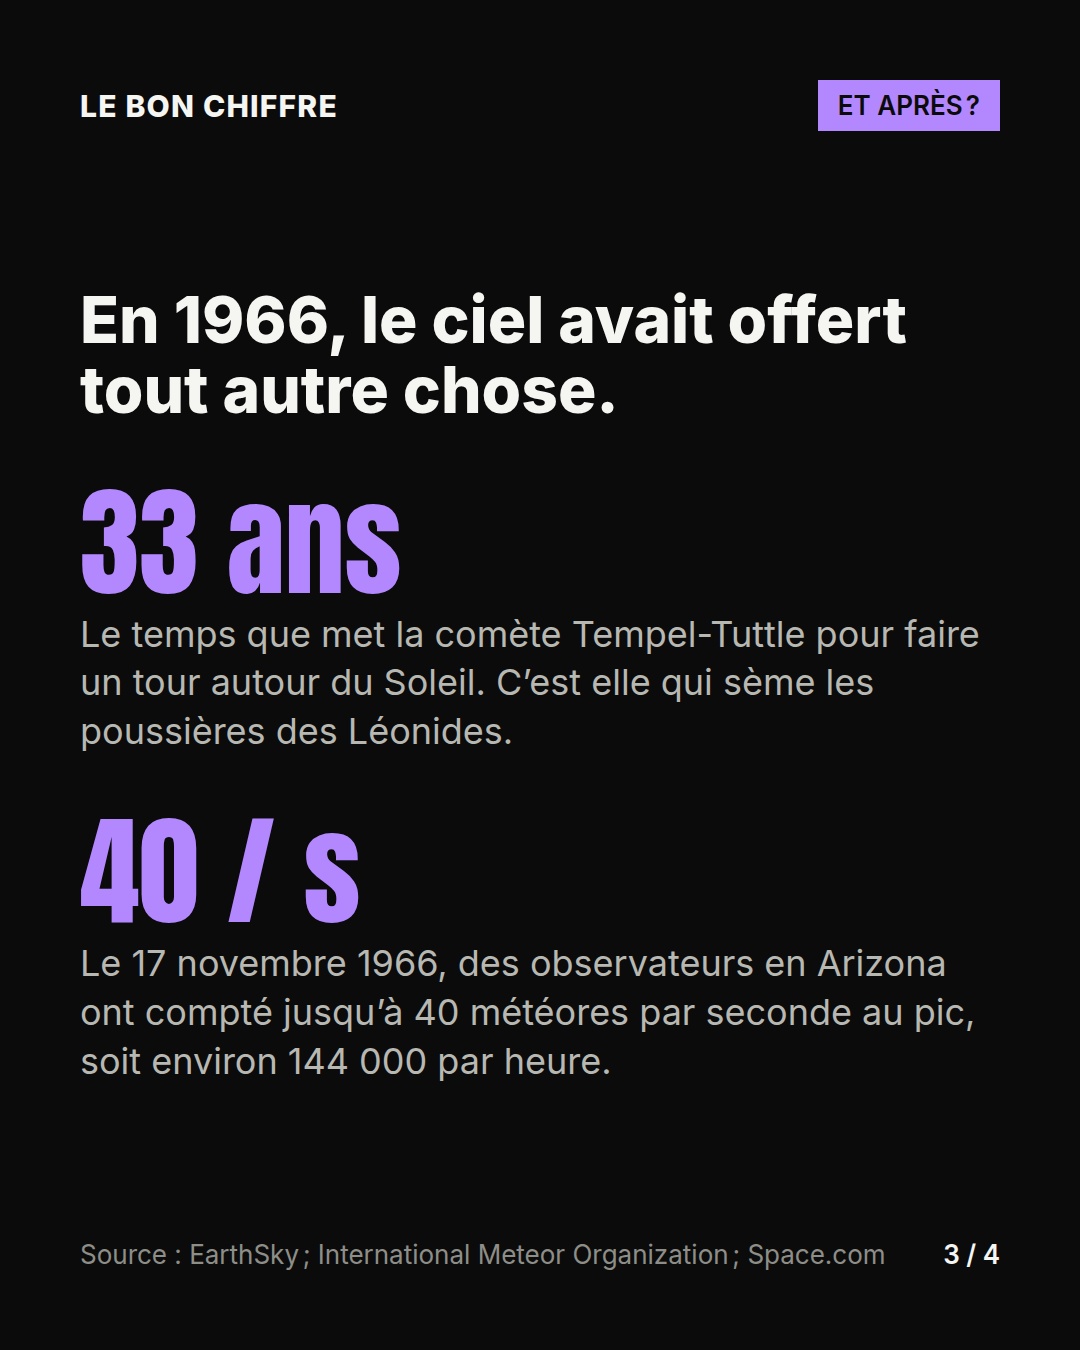 LE BON CHIFFRE
ET APRÈS ?
En 1966, le ciel avait offert
tout autre chose.
33 ans
Le temps que met la comète Tempel-Tuttle pour faire
un tour autour du Soleil. C’est elle qui sème les
poussières des Léonides.
40 / s
Le 17 novembre 1966, des observateurs en Arizona
ont compté jusqu’à 40 météores par seconde au pic,
soit environ 144 000 par heure.
Source : EarthSky ; International Meteor Organization ; Space.com
3 / 4